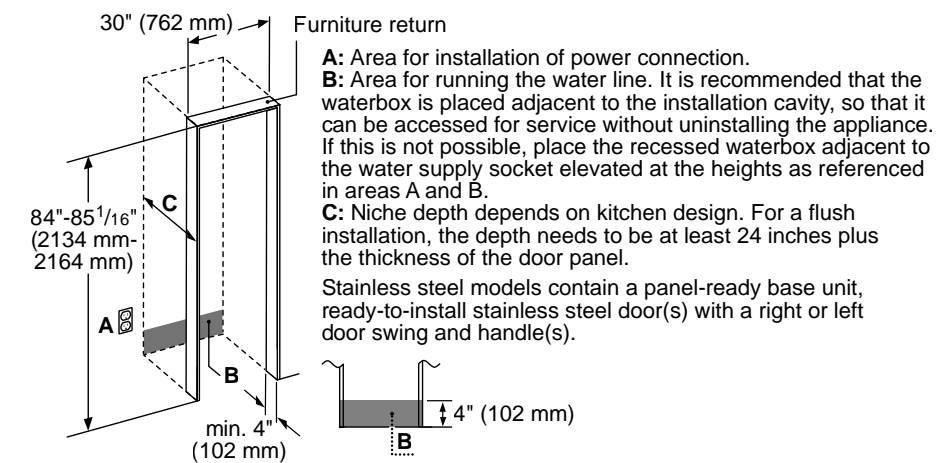 30" (762 mm)
Furniture return
A: Area for installation of power connection.
B: Area for running the water line. It is recommended that the
waterbox is placed adjacent to the installation cavity, so that it
can be accessed for service without uninstalling the appliance.
If this is not possible, place the recessed waterbox adjacent to
the water supply socket elevated at the heights as referenced
in areas A and B.
C: Niche depth depends on kitchen design. For a flush
installation, the depth needs to be at least 24 inches plus
the thickness of the door panel.
Stainless steel models contain a panel-ready base unit,
ready-to-install stainless steel door(s) with a right or left
door swing and handle(s).
C
84"-85 1/16"
(2134 mm-
2164 mm)
A
B
min. 4"
(102 mm)
4" (102 mm)
B